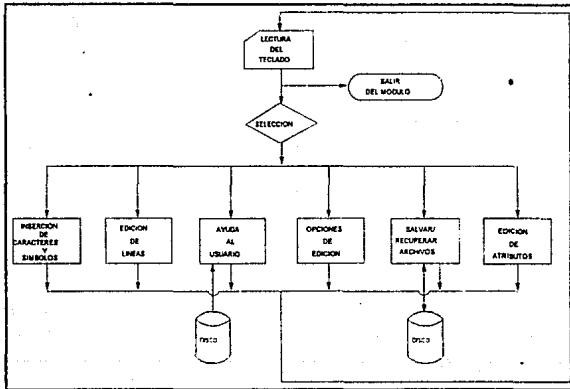 LECTURA
DEL
TECLADO
SALIR
DEL MODULO
SELECCION
INSERCION
DE
CARACTERES
Y
SIMBOLOS
EDICION
DE
LINEAS
AYUDA
AL
USUARIO
OPCIONES
DE
EDICION
SALVAR/
RECUPERAR
ARCHIVOS
EDICION
DE
ATRIBUTOS
DISCO
DISCO